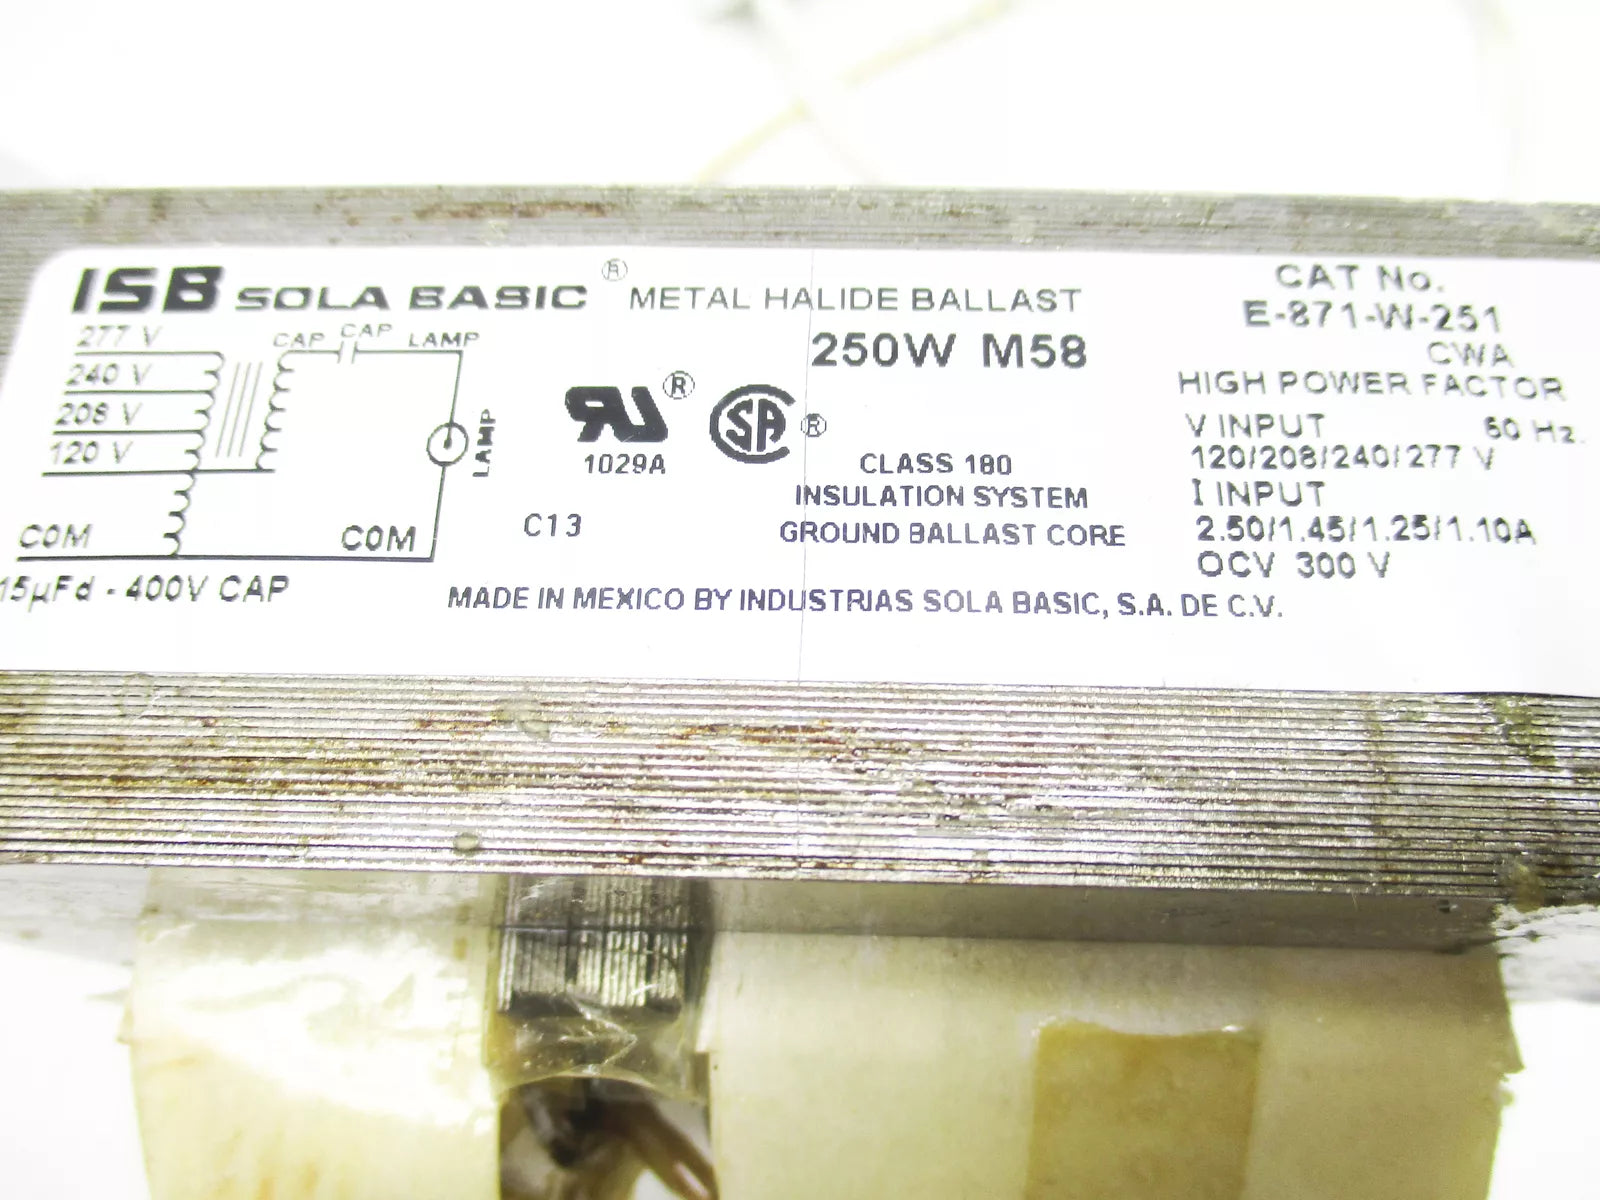 ISB SOLA BASIC ® METAL HALIDE BALLAST
250W M58
CAT No.
E-871-W-251
CWA
HIGH POWER FACTOR
V INPUT 60 Hz.
120/208/240/277 V
I INPUT
2.50/1.45/1.25/1.10A
OCV 300 V
277 V
240 V
208 V
120 V
COM
CAP CAP LAMP
LAMP
COM
15µFd - 400V CAP
RU ®
1029A
C13
SA ®
CLASS 180
INSULATION SYSTEM
GROUND BALLAST CORE
MADE IN MEXICO BY INDUSTRIAS SOLA BASIC, S.A. DE C.V.